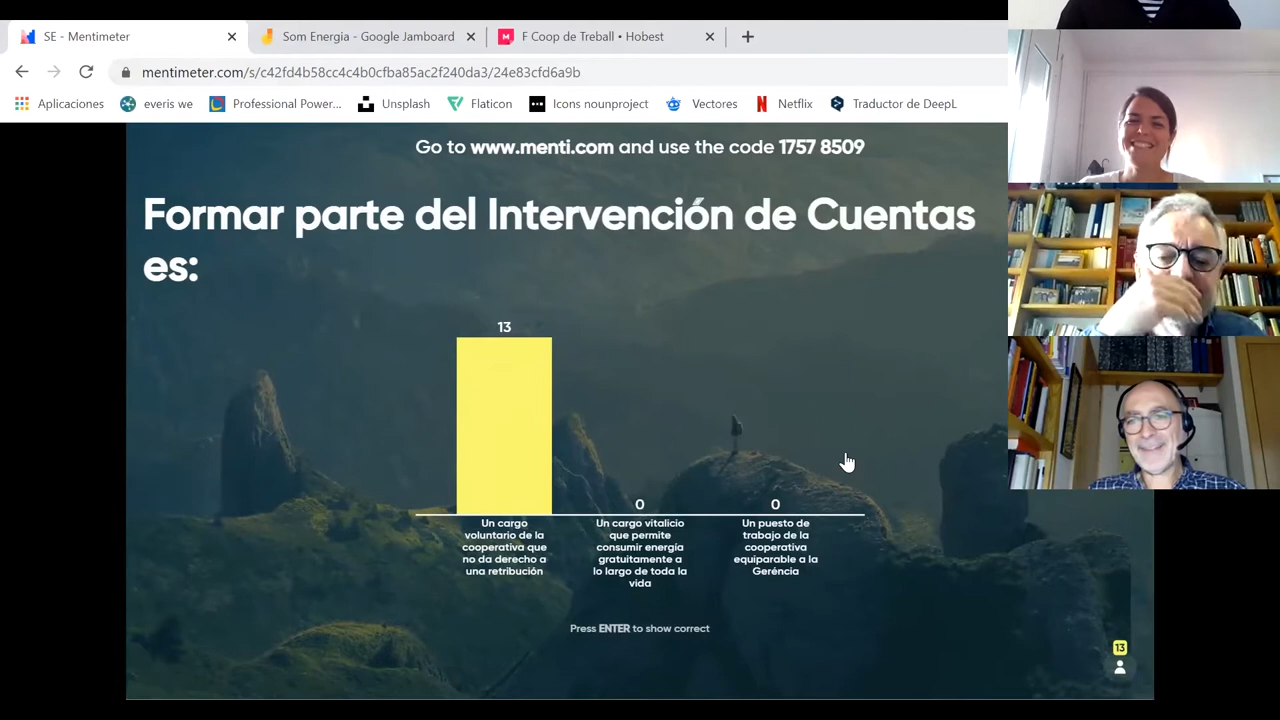 SE - Mentimeter
Som Energia - Google Jamboard
F Coop de Treball • Hobest
mentimeter.com/s/c42fd4b58cc4c4b0cfba85ac2f240da3/24e83cfd6a9b
Aplicaciones
everis we
Professional Power...
Unsplash
Flaticon
Icons nounproject
Vectores
Netflix
Traductor de DeepL
Go to www.menti.com and use the code 1757 8509
Formar parte del Intervención de Cuentas
es:
13
0
0
Un cargo
voluntario de la
cooperativa que
no da derecho a
una retribución
Un cargo vitalicio
que permite
consumir energía
gratuitamente a
lo largo de toda la
vida
Un puesto de
trabajo de la
cooperativa
equiparable a la
Geréncia
Press ENTER to show correct
13